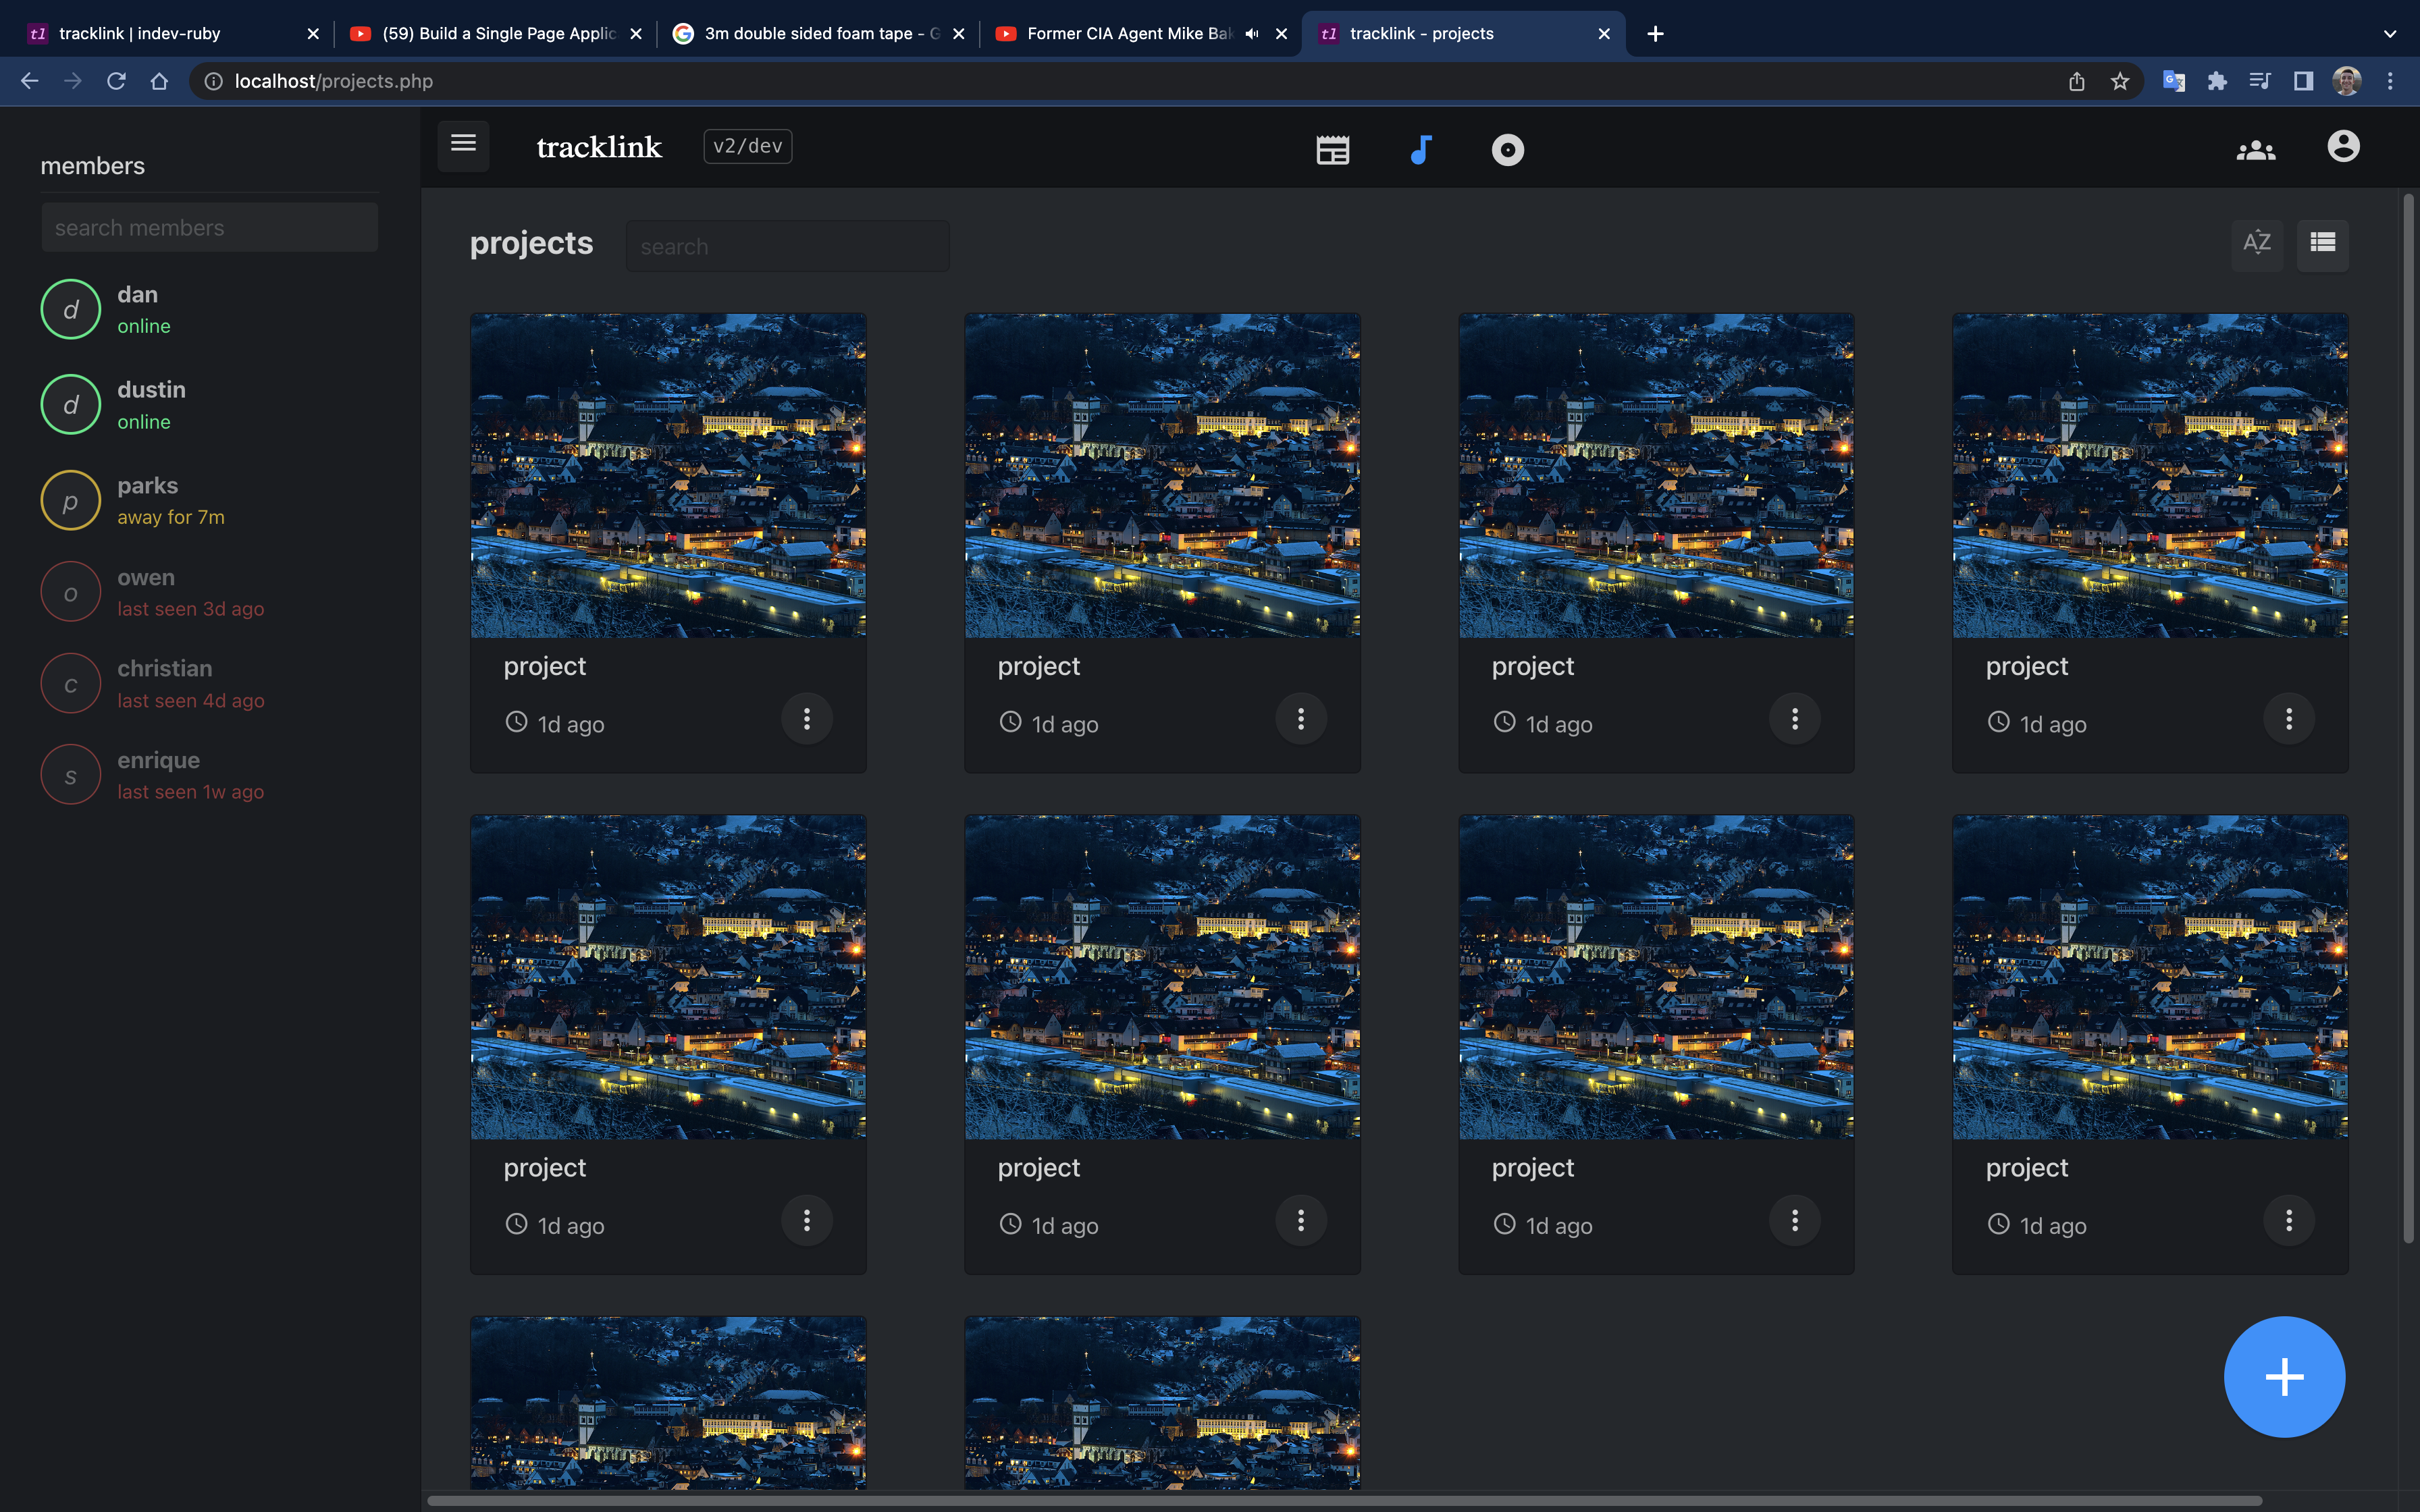 tl tracklink | indev-ruby
(59) Build a Single Page Applic
3m double sided foam tape - G
Former CIA Agent Mike Bak
tl tracklink - projects
localhost/projects.php
members
search members
d dan
online
d dustin
online
p parks
away for 7m
o owen
last seen 3d ago
c christian
last seen 4d ago
s enrique
last seen 1w ago
tracklink v2/dev
projects search AZ
project project project project
1d ago 1d ago 1d ago 1d ago
project project project project
1d ago 1d ago 1d ago 1d ago